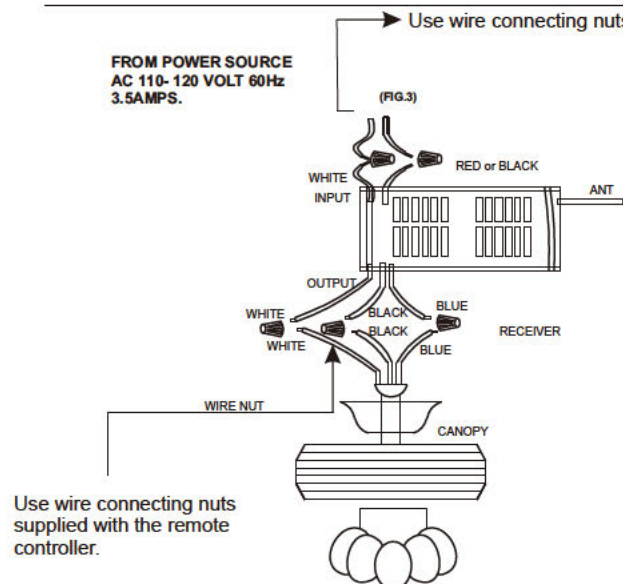 Use wire connecting nuts
FROM POWER SOURCE
AC 110- 120 VOLT 60Hz
3.5AMPS.
(FIG.3)
RED or BLACK
WHITE
INPUT
ANT
OUTPUT
WHITE
BLACK
BLUE
BLACK
RECEIVER
WHITE
BLUE
WIRE NUT
CANOPY
Use wire connecting nuts
supplied with the remote
controller.